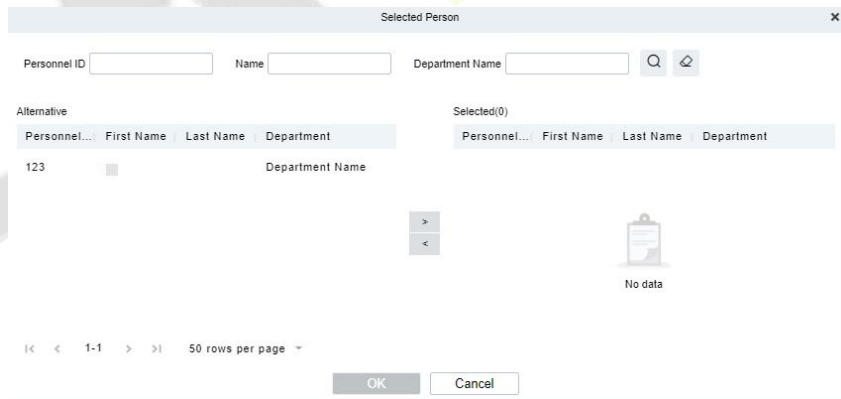 Selected Person ×
Personnel ID Name Department Name
Alternative Selected(0)
Personnel... First Name Last Name Department Personnel... First Name Last Name Department
123 Department Name
>
<
No data
|< < 1-1 > >| 50 rows per page
OK Cancel